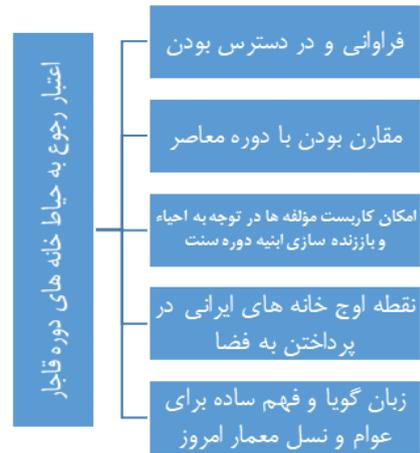 اعتبار رجوع به حیاط خانه های دوره قاجار
فراوانی و در دسترس بودن
مقارن بودن با دوره معاصر
امکان کاربست مؤلفه ها در توجه به احیاء
و باززنده سازی ابنیه دوره سنت
نقطه اوج خانه های ایرانی در
پرداختن به فضا
زبان گویا و فهم ساده برای
عوام و نسل معمار امروز